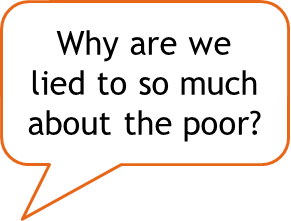 Why are we
lied to so much
about the poor?